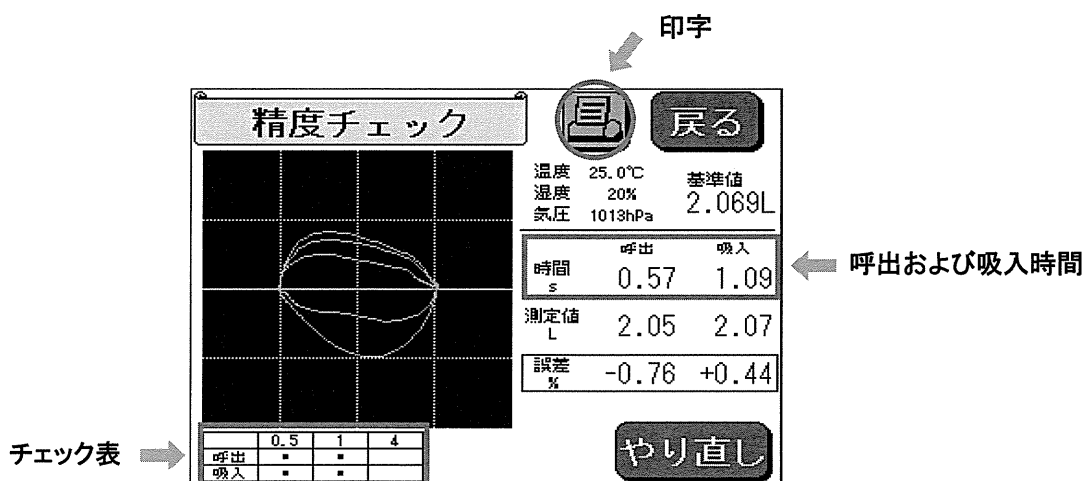 印字
精度チェック
戻る
温度 25.0℃
湿度 20%
気圧 1013hPa
基準値
2.069L
呼出 吸入
時間 s 0.57 1.09
呼出および吸入時間
測定値 L 2.05 2.07
誤差 % -0.76 +0.44
チェック表
0.5 1 4
呼出 ▪ ▪
吸入 ▪ ▪
やり直し